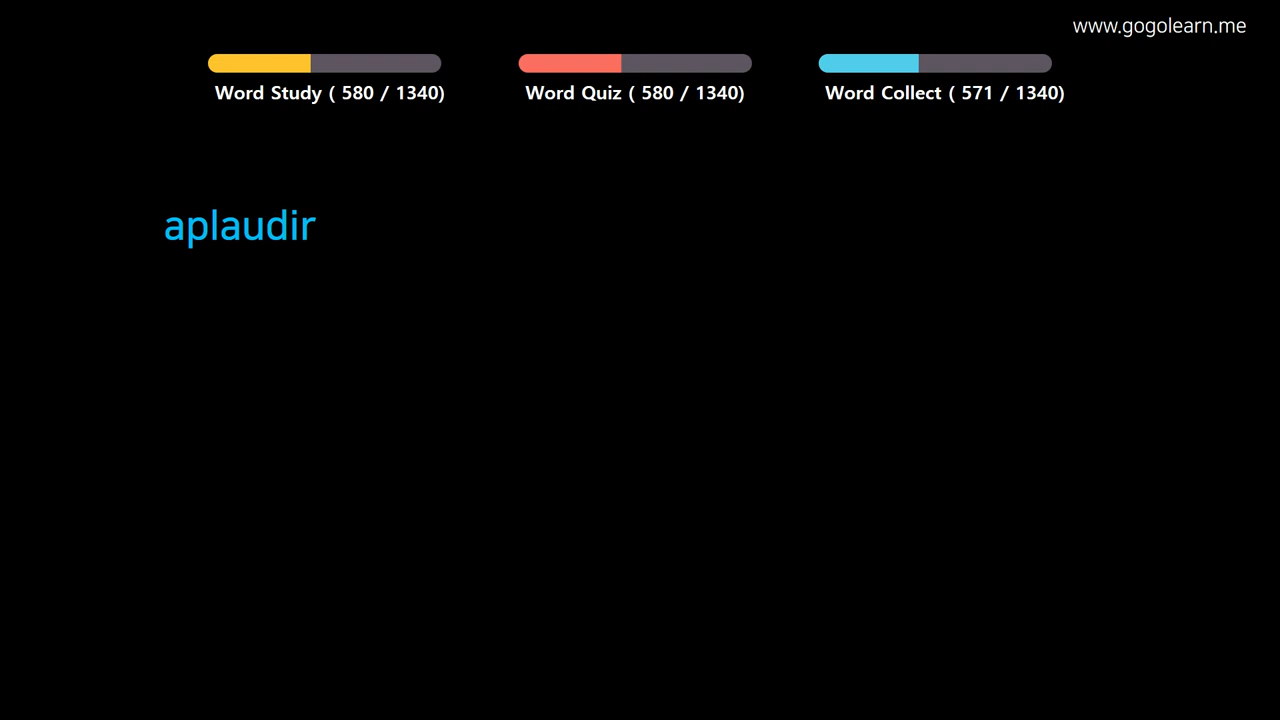 www.gogolearn.me
Word Study ( 580 / 1340)
Word Quiz ( 580 / 1340)
Word Collect ( 571 / 1340)
aplaudir